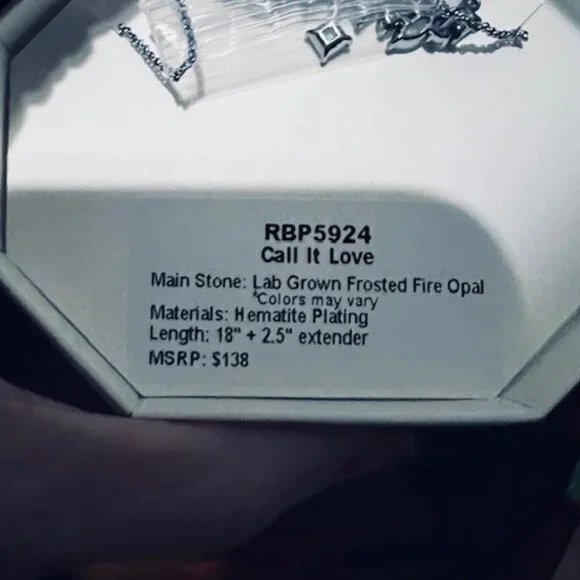 RBP5924
Call It Love
Main Stone: Lab Grown Frosted Fire Opal
*Colors may vary
Materials: Hematite Plating
Length: 18" + 2.5" extender
MSRP: $138